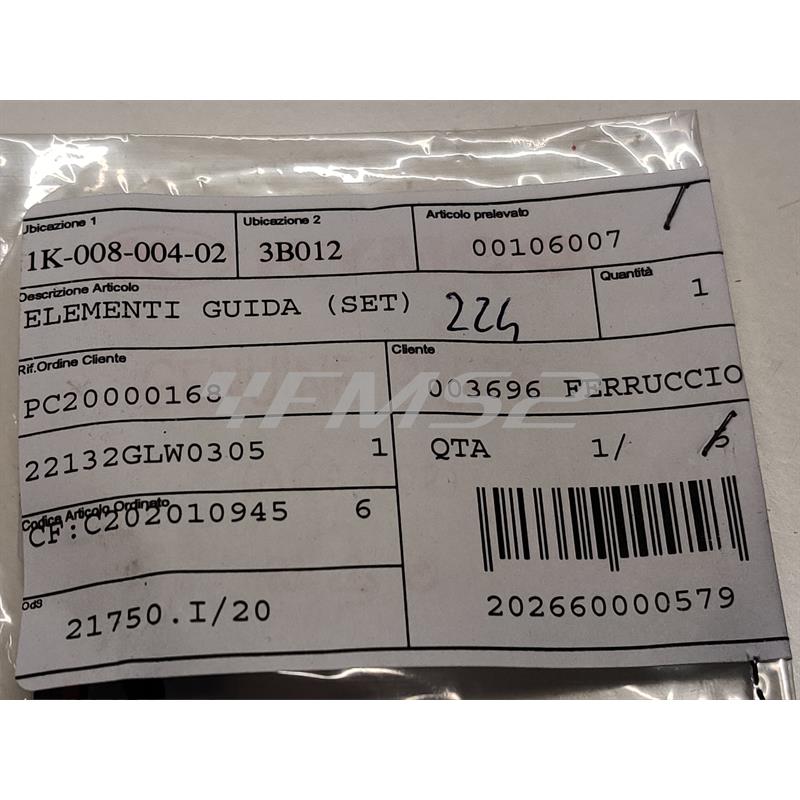 Ubicazione 1
1K-008-004-02
Ubicazione 2
3B012
Articolo prelevato
00106007
Descrizione Articolo
ELEMENTI GUIDA (SET)
224
Quantità
1
Rif.Ordine Cliente
PC20000168
Cliente
003696 FERRUCCIO
YFMS2
22132GLW0305 1
QTA 1/
Codice Articolo Ordinato
CF:C202010945 6
Odg
21750.I/20
202660000579